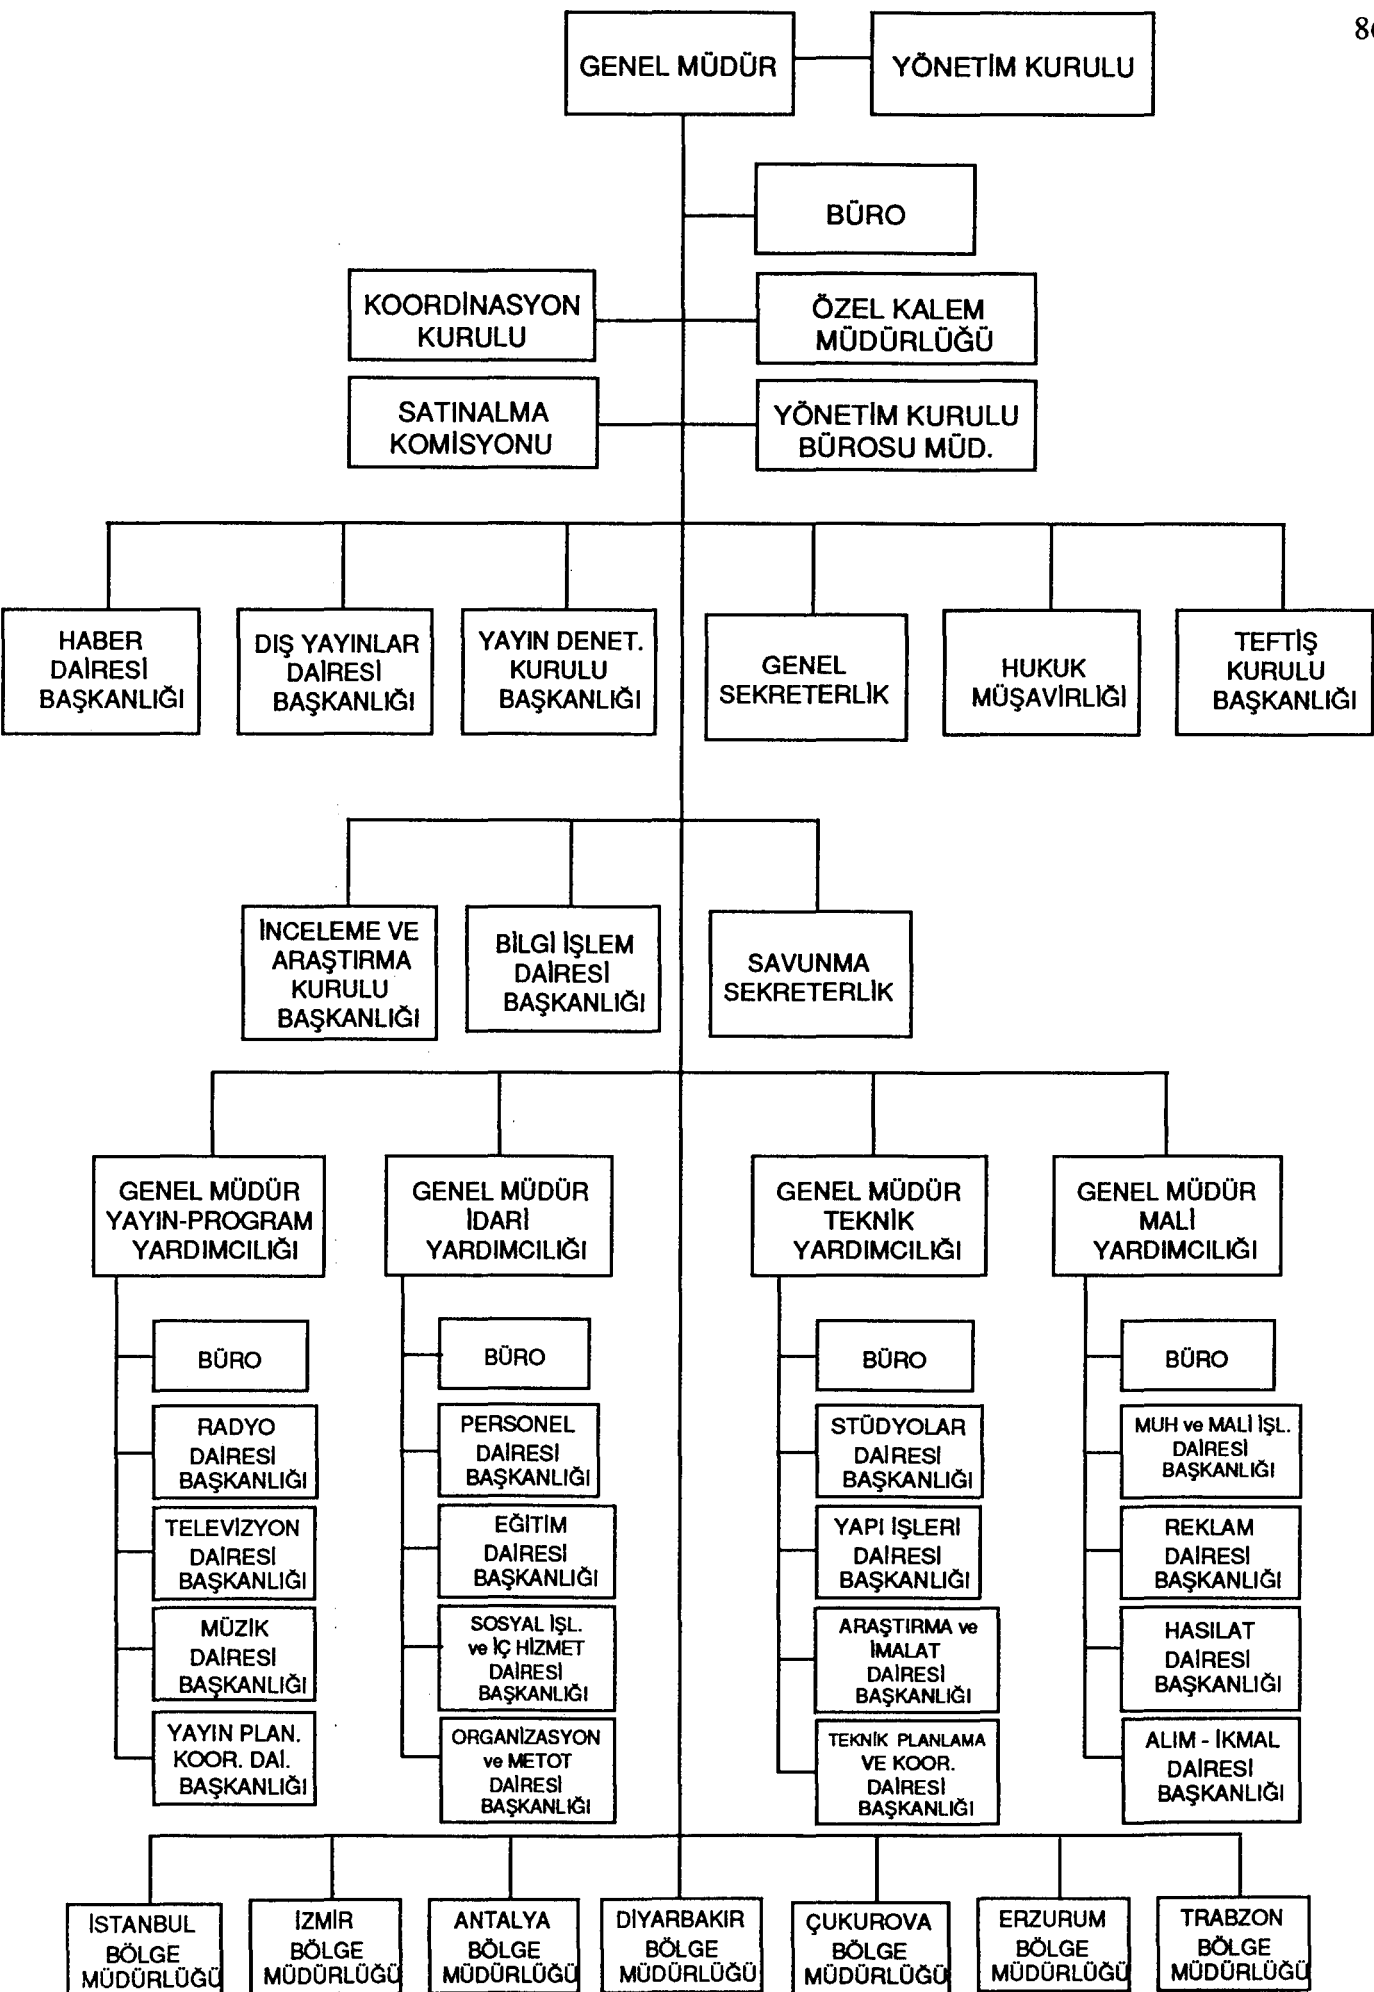 86
GENEL MÜDÜR
YÖNETİM KURULU
BÜRO
KOORDİNASYON
KURULU
ÖZEL KALEM
MÜDÜRLÜĞÜ
SATINALMA
KOMİSYONU
YÖNETİM KURULU
BÜROSU MÜD.
HABER
DAİRESİ
BAŞKANLIĞI
DIŞ YAYINLAR
DAİRESİ
BAŞKANLIĞI
YAYIN DENET.
KURULU
BAŞKANLIĞI
GENEL
SEKRETERLİK
HUKUK
MÜŞAVİRLİĞİ
TEFTİŞ
KURULU
BAŞKANLIĞI
İNCELEME VE
ARAŞTIRMA
KURULU
BAŞKANLIĞI
BİLGİ İŞLEM
DAİRESİ
BAŞKANLIĞI
SAVUNMA
SEKRETERLİK
GENEL MÜDÜR
YAYIN-PROGRAM
YARDIMCILIĞI
GENEL MÜDÜR
İDARİ
YARDIMCILIĞI
GENEL MÜDÜR
TEKNİK
YARDIMCILIĞI
GENEL MÜDÜR
MALİ
YARDIMCILIĞI
BÜRO
RADYO
DAİRESİ
BAŞKANLIĞI
TELEVİZYON
DAİRESİ
BAŞKANLIĞI
MÜZİK
DAİRESİ
BAŞKANLIĞI
YAYIN PLAN.
KOOR. DAİ.
BAŞKANLIĞI
BÜRO
PERSONEL
DAİRESİ
BAŞKANLIĞI
EĞİTİM
DAİRESİ
BAŞKANLIĞI
SOSYAL İŞL.
ve İÇ HİZMET
DAİRESİ
BAŞKANLIĞI
ORGANİZASYON
ve METOT
DAİRESİ
BAŞKANLIĞI
BÜRO
STÜDYOLAR
DAİRESİ
BAŞKANLIĞI
YAPI İŞLERİ
DAİRESİ
BAŞKANLIĞI
ARAŞTIRMA ve
İMALAT
DAİRESİ
BAŞKANLIĞI
TEKNİK PLANLAMA
VE KOOR.
DAİRESİ
BAŞKANLIĞI
BÜRO
MUH ve MALİ İŞL.
DAİRESİ
BAŞKANLIĞI
REKLAM
DAİRESİ
BAŞKANLIĞI
HASILAT
DAİRESİ
BAŞKANLIĞI
ALIM - İKMAL
DAİRESİ
BAŞKANLIĞI
İSTANBUL
BÖLGE
MÜDÜRLÜĞÜ
İZMİR
BÖLGE
MÜDÜRLÜĞÜ
ANTALYA
BÖLGE
MÜDÜRLÜĞÜ
DİYARBAKIR
BÖLGE
MÜDÜRLÜĞÜ
ÇUKUROVA
BÖLGE
MÜDÜRLÜĞÜ
ERZURUM
BÖLGE
MÜDÜRLÜĞÜ
TRABZON
BÖLGE
MÜDÜRLÜĞÜ